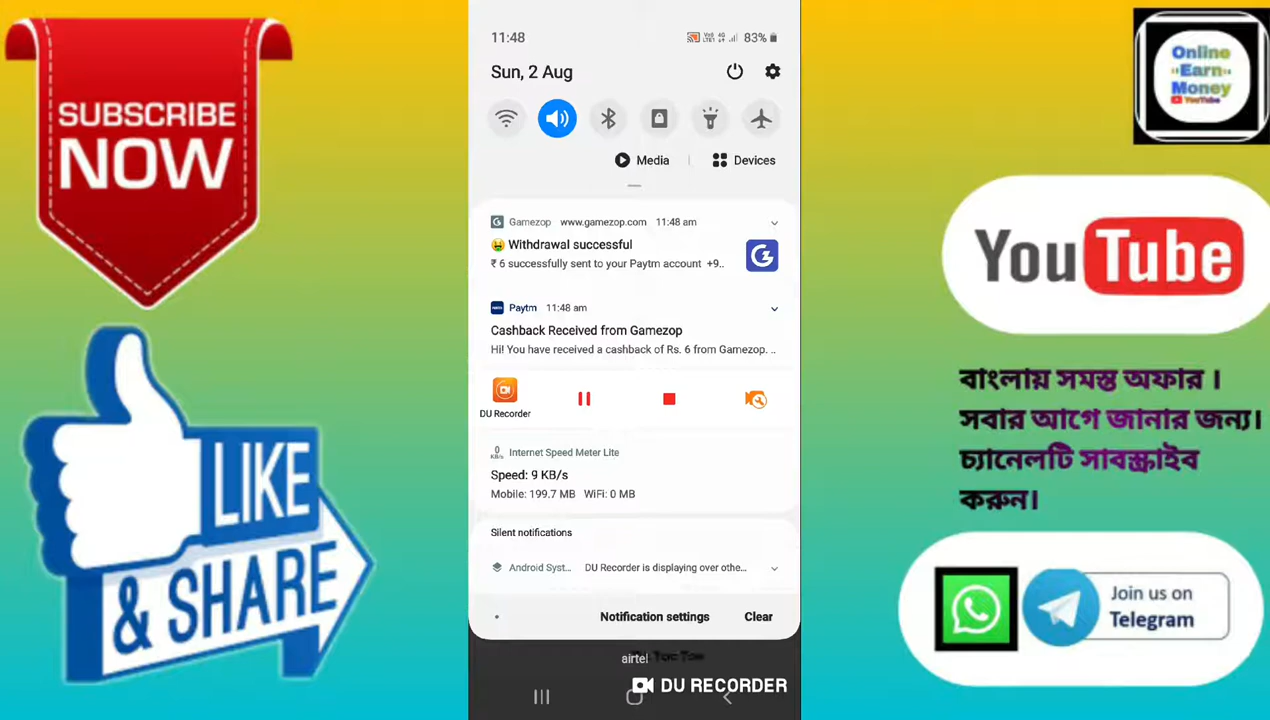 SUBSCRIBE
NOW
LIKE
& SHARE
11:48
83%
Sun, 2 Aug
Media
Devices
Gamezop www.gamezop.com 11:48 am
Withdrawal successful
₹ 6 successfully sent to your Paytm account +9..
Paytm 11:48 am
Cashback Received from Gamezop
Hi! You have received a cashback of Rs. 6 from Gamezop. ..
DU Recorder
0
KB/s
Internet Speed Meter Lite
Speed: 9 KB/s
Mobile: 199.7 MB WiFi: 0 MB
Silent notifications
Android Syst... DU Recorder is displaying over othe...
Notification settings
Clear
airtel
DU RECORDER
Online
Earn
Money
YouTube
YouTube
বাংলায় সমস্ত অফার ।
সবার আগে জানার জন্য।
চ্যানেলটি সাবস্ক্রাইব
করুন।
Join us on
Telegram